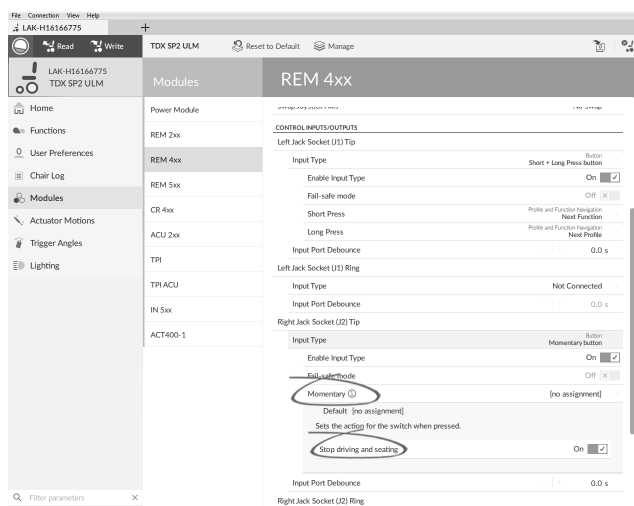 File Connection View Help
LAK-H16166775
Read Write TDX SP2 ULM Reset to Default Manage
LAK-H16166775
TDX SP2 ULM
Modules
REM 4xx
Home
Functions
User Preferences
Chair Log
Modules
Actuator Motions
Trigger Angles
Lighting
Filter parameters
Power Module
REM 2xx
REM 4xx
REM 5xx
CR 4xx
ACU 2xx
TPI
TPI ACU
IN 5xx
ACT400-1
Swap Joystick Axis No Swap
CONTROL INPUTS/OUTPUTS
Left Jack Socket (J1) Tip
Button
Input Type Short + Long Press button
Enable Input Type On
Fail-safe mode Off
Profile and Function Navigation
Short Press Next Function
Profile and Function Navigation
Long Press Next Profile
Input Port Debounce 0.0 s
Left Jack Socket (J1) Ring
Input Type Not Connected
Input Port Debounce 0.0 s
Right Jack Socket (J2) Tip
Button
Input Type Momentary button
Enable Input Type On
Fail-safe mode Off
Momentary [no assignment]
Default [no assignment]
Sets the action for the switch when pressed.
Stop driving and seating On
Input Port Debounce 0.0 s
Right Jack Socket (J2) Ring